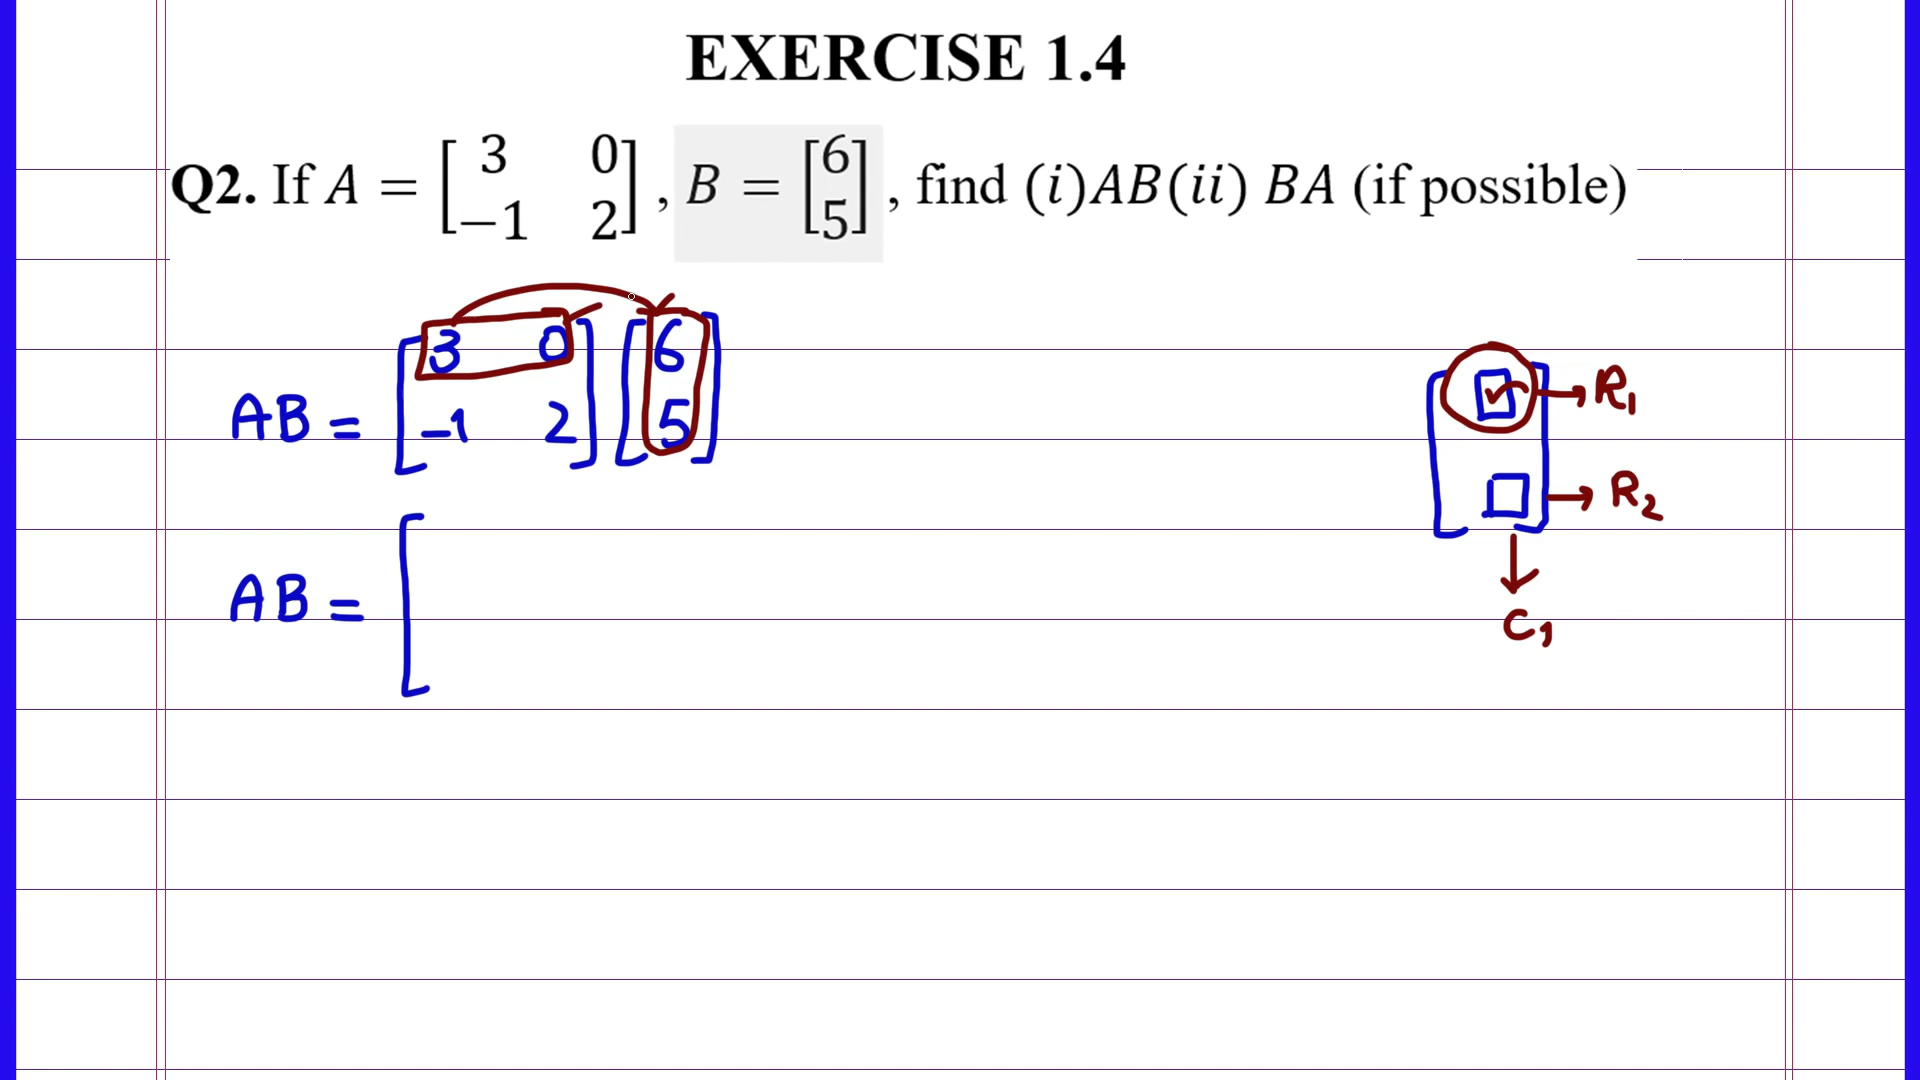 EXERCISE 1.4
Q2. If A = [3 0 −1 2], B = [6 5], find (i)AB(ii) BA (if possible)
AB = [3 0 -1 2] [6 5]
AB = [
R1
R2
C1